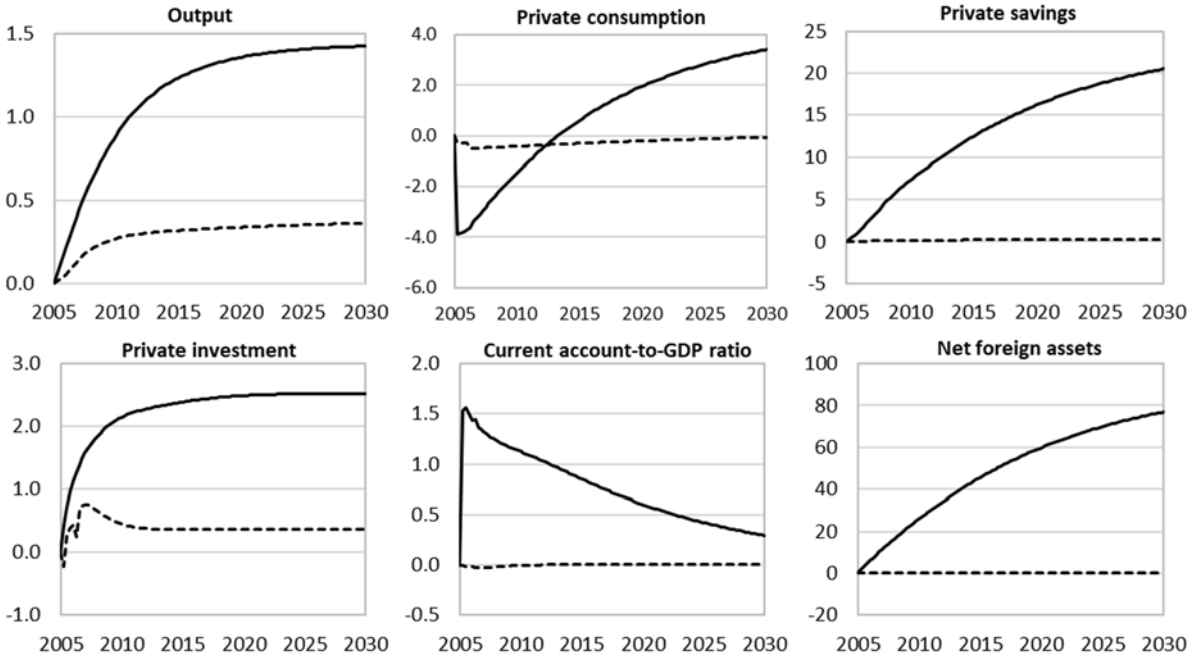 Output
1.5
1.0
0.5
0.0
2005 2010 2015 2020 2025 2030
Private consumption
4.0
2.0
0.0
-2.0
-4.0
-6.0
2005 2010 2015 2020 2025 2030
Private savings
25
20
15
10
5
0
-5
2005 2010 2015 2020 2025 2030
Private investment
3.0
2.0
1.0
0.0
-1.0
2005 2010 2015 2020 2025 2030
Current account-to-GDP ratio
2.0
1.5
1.0
0.5
0.0
-0.5
2005 2010 2015 2020 2025 2030
Net foreign assets
100
80
60
40
20
0
-20
2005 2010 2015 2020 2025 2030